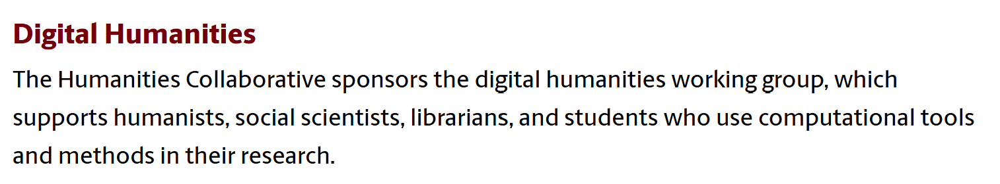 Digital Humanities
The Humanities Collaborative sponsors the digital humanities working group, which
supports humanists, social scientists, librarians, and students who use computational tools
and methods in their research.